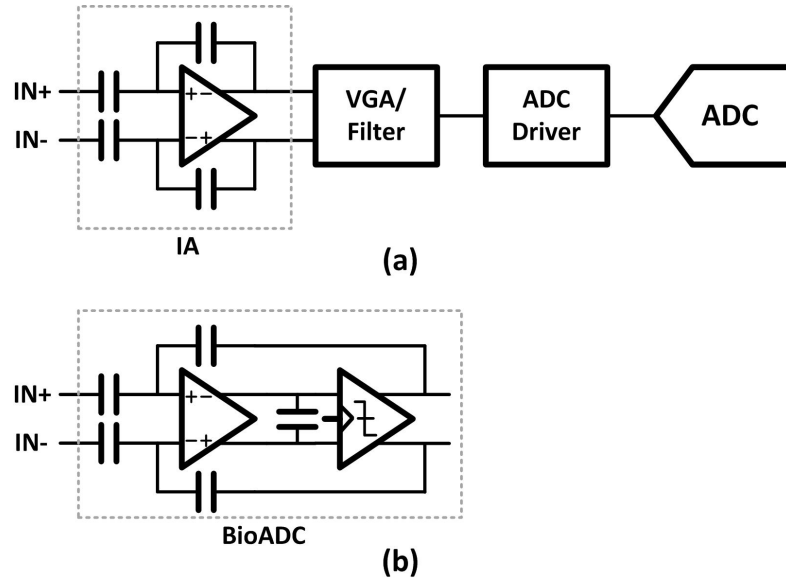 IN+
IN-
+-
-+
VGA/
Filter
ADC
Driver
ADC
IA
(a)
IN+
IN-
+-
-+
BioADC
(b)